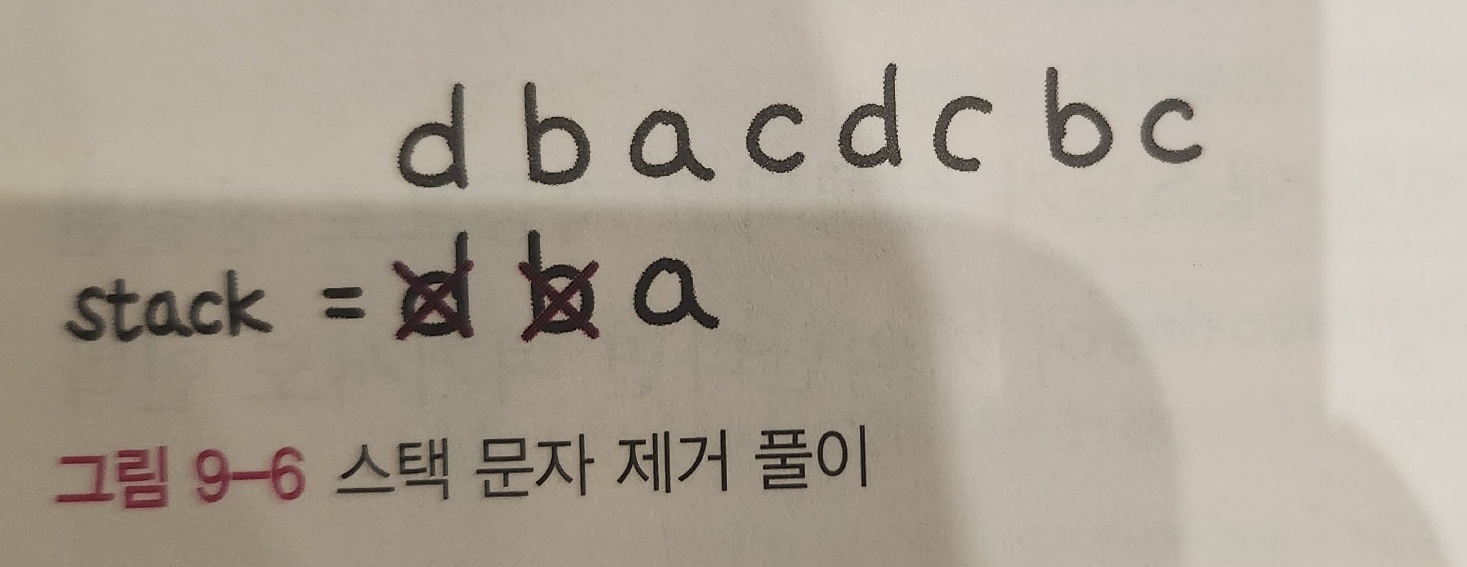 d b a c d c b c
stack = d b a
그림 9-6 스택 문자 제거 풀이